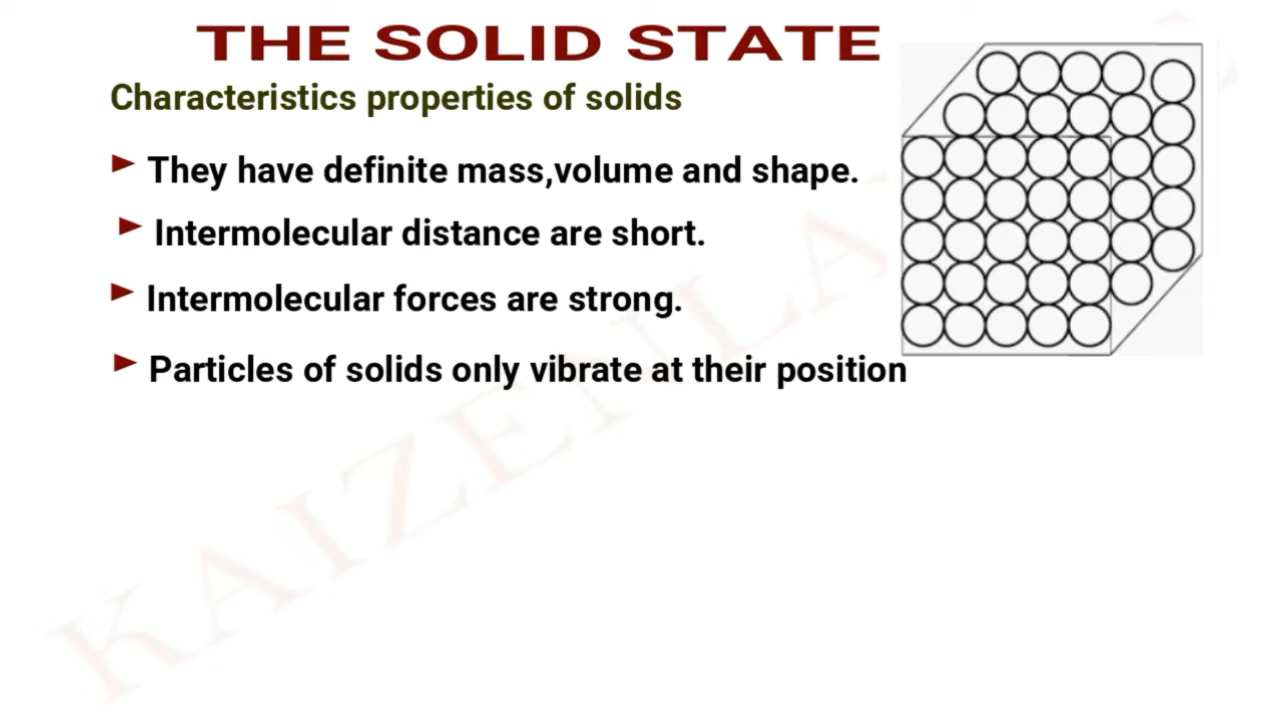 THE SOLID STATE
Characteristics properties of solids
They have definite mass,volume and shape.
Intermolecular distance are short.
Intermolecular forces are strong.
Particles of solids only vibrate at their position
KAIZENLA